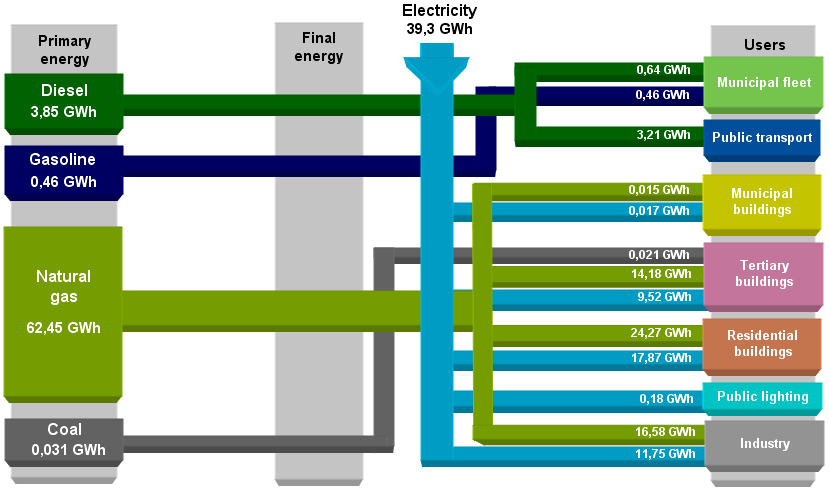 Primary
energy
Final
energy
Electricity
39,3 GWh
Users
Diesel
3,85 GWh
Gasoline
0,46 GWh
Natural
gas
62,45 GWh
Coal
0,031 GWh
0,64 GWh
0,46 GWh
Municipal fleet
3,21 GWh
Public transport
0,015 GWh
0,017 GWh
Municipal
buildings
0,021 GWh
14,18 GWh
9,52 GWh
Tertiary
buildings
24,27 GWh
17,87 GWh
Residential
buildings
0,18 GWh
Public lighting
16,58 GWh
11,75 GWh
Industry